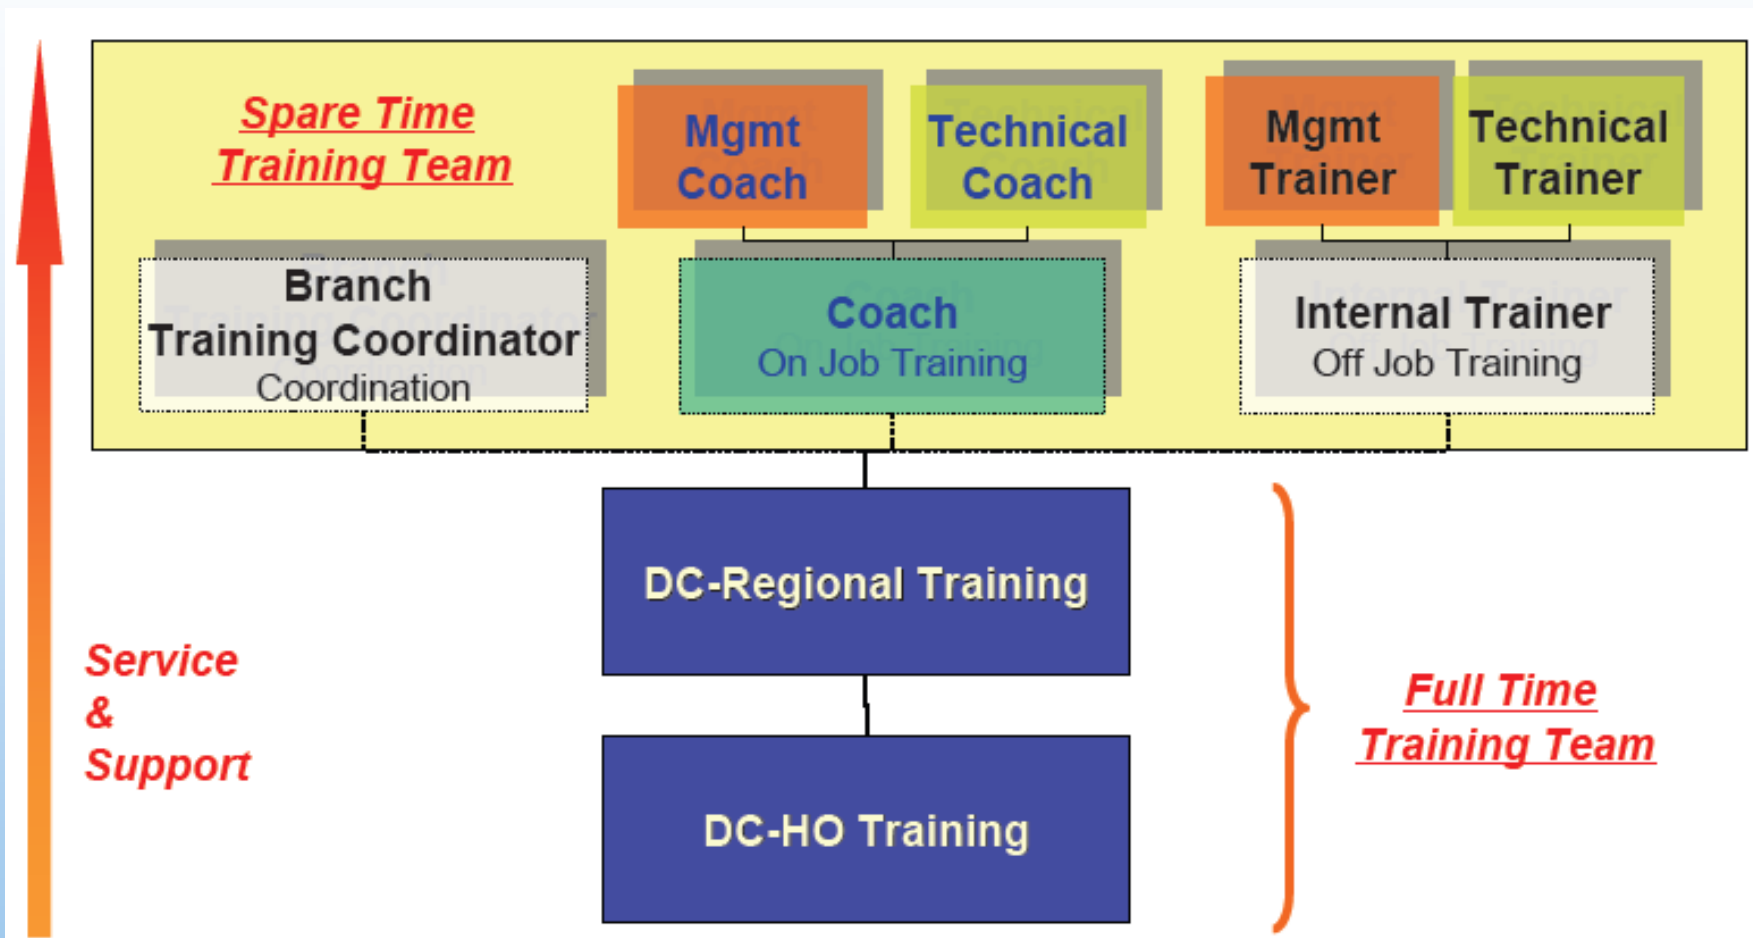 Spare Time
Training Team
Mgmt
Coach
Technical
Coach
Mgmt
Trainer
Technical
Trainer
Branch
Training Coordinator
Coordination
Coach
On Job Training
Internal Trainer
Off Job Training
DC-Regional Training
Service
&
Support
Full Time
Training Team
DC-HO Training